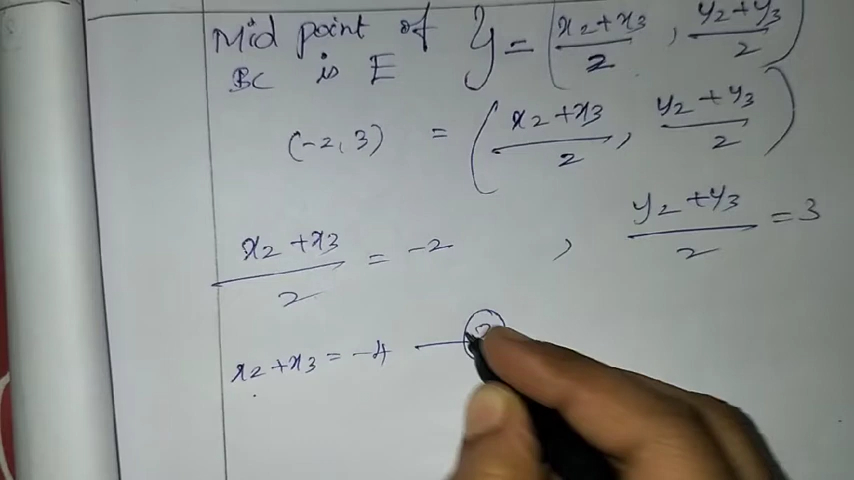 Mid point of
BC is E
y = (x₂+x₃/2, y₂+y₃/2)
(-2, 3) = (x₂+x₃/2, y₂+y₃/2)
x₂+x₃/2 = -2, y₂+y₃/2 = 3
x₂+x₃ = -4 —